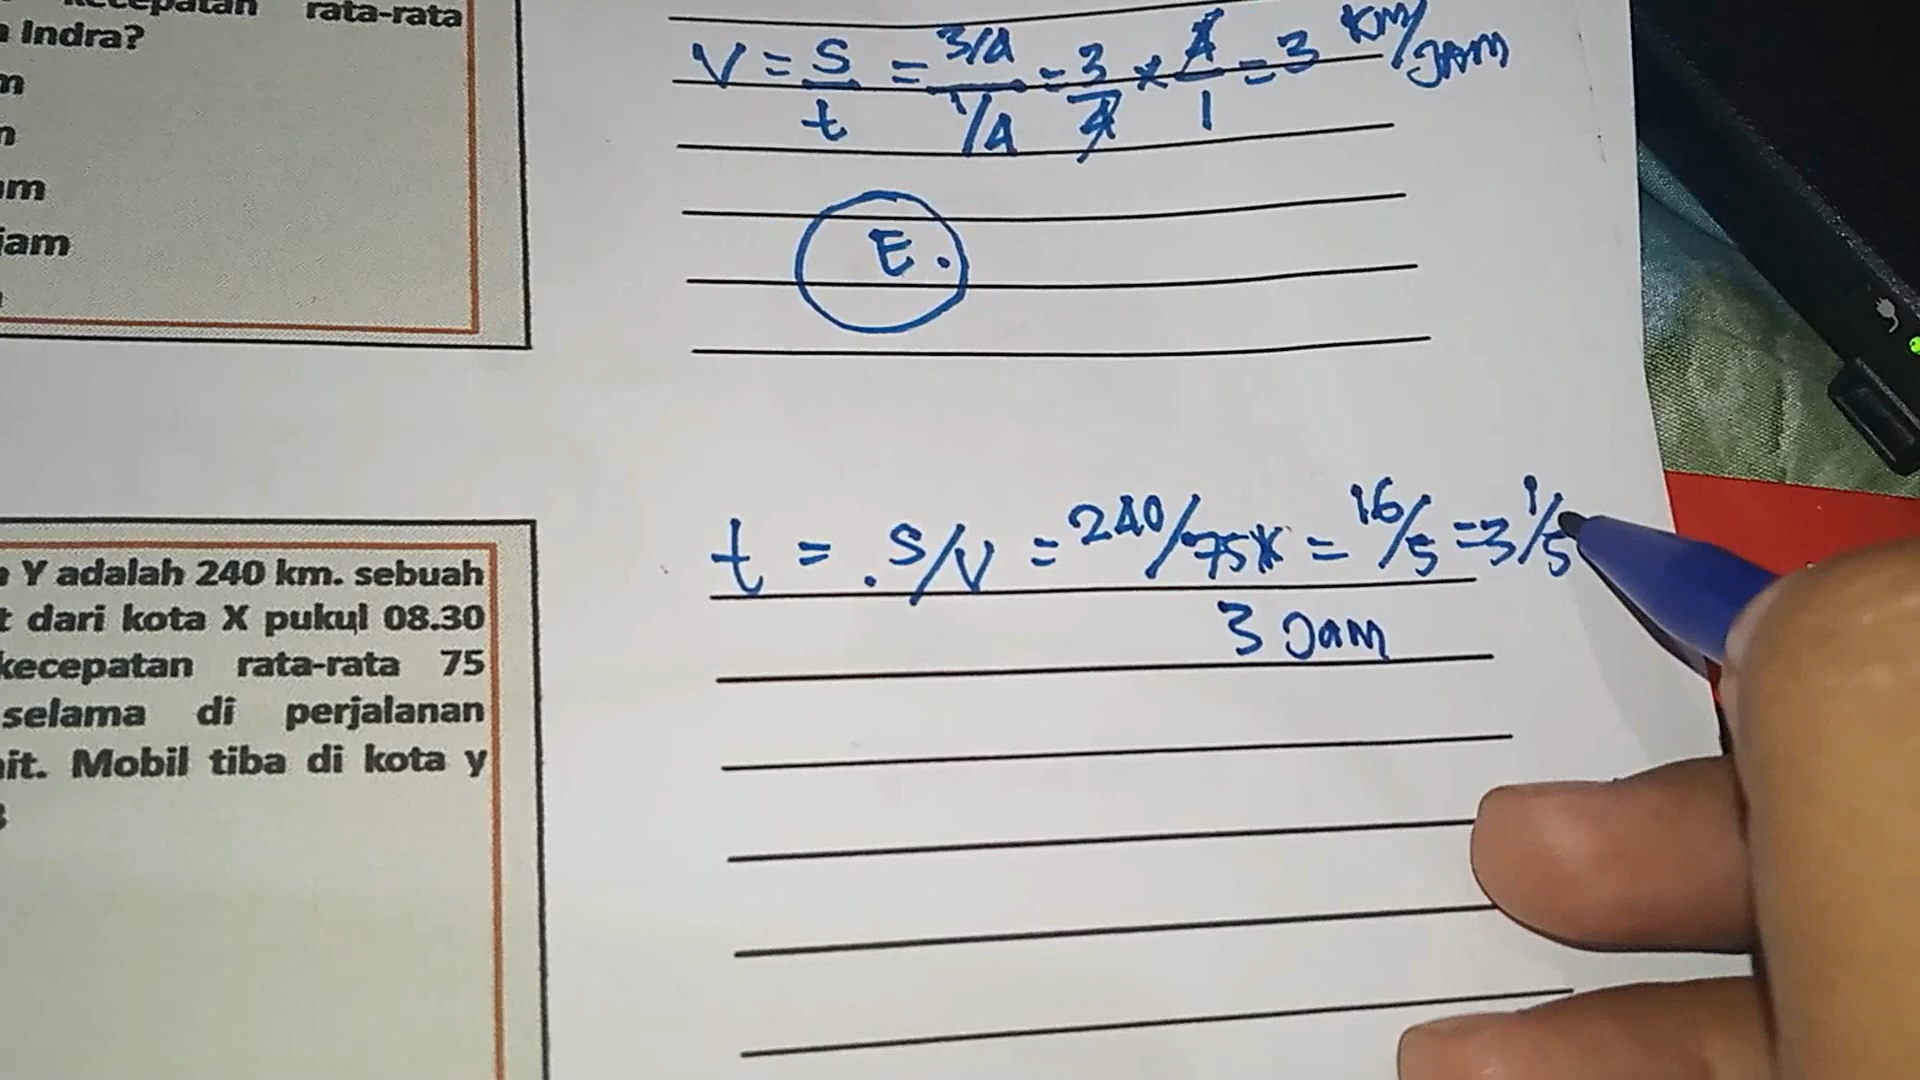 rata-rata
Indra?
m
jam
V = S/t = 3/4 / 1/4 = 3/4 × 4/1 = 3 KM/JAM
E.
Y adalah 240 km. sebuah
dari kota X pukul 08.30
kecepatan rata-rata 75
selama di perjalanan
Mobil tiba di kota y
t = S/V = 240/75 = 16/5 = 3 1/5
3 Jam